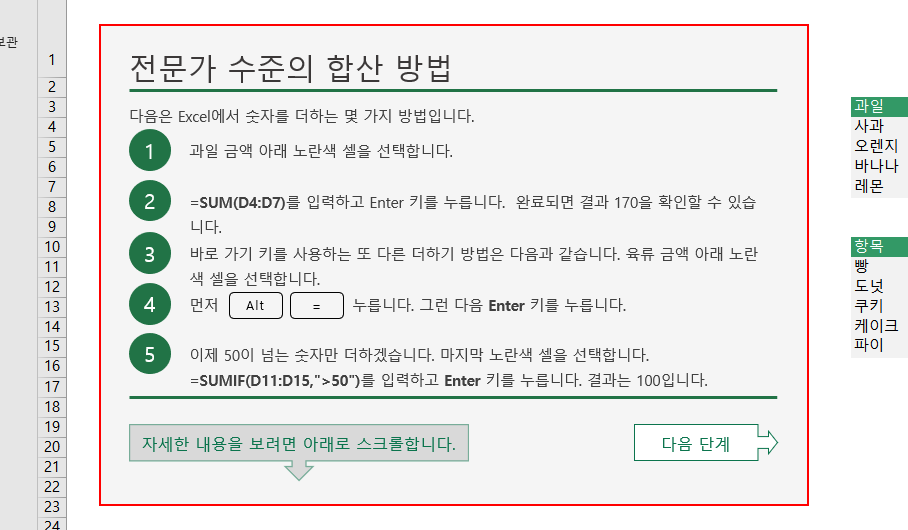 보관
전문가 수준의 합산 방법
다음은 Excel에서 숫자를 더하는 몇 가지 방법입니다.
1 과일 금액 아래 노란색 셀을 선택합니다.
2 =SUM(D4:D7)를 입력하고 Enter 키를 누릅니다. 완료되면 결과 170을 확인할 수 있습
니다.
3 바로 가기 키를 사용하는 또 다른 더하기 방법은 다음과 같습니다. 육류 금액 아래 노란
색 셀을 선택합니다.
4 먼저 Alt = 누릅니다. 그런 다음 Enter 키를 누릅니다.
5 이제 50이 넘는 숫자만 더하겠습니다. 마지막 노란색 셀을 선택합니다.
=SUMIF(D11:D15,">50")를 입력하고 Enter 키를 누릅니다. 결과는 100입니다.
자세한 내용을 보려면 아래로 스크롤합니다.
다음 단계
1
2
3
4
5
6
7
8
9
10
11
12
13
14
15
16
17
18
19
20
21
22
23
24
과일
사과
오렌지
바나나
레몬
항목
빵
도넛
쿠키
케이크
파이